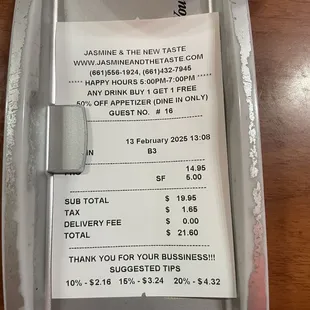 You
JASMINE & THE NEW TASTE
WWW.JASMINEANDTHETASTE.COM
(661)556-1924, (661)432-7945
***** HAPPY HOURS 5:00PM-7:00PM *****
ANY DRINK BUY 1 GET 1 FREE
50% OFF APPETIZER (DINE IN ONLY)
GUEST NO. # 16
13 February 2025 13:08
IN B3
14.95
SF 5.00
SUB TOTAL $ 19.95
TAX $ 1.65
DELIVERY FEE $ 0.00
TOTAL $ 21.60
THANK YOU FOR YOUR BUSSINESS!!!
SUGGESTED TIPS
10% - $2.16 15% - $3.24 20% - $4.32